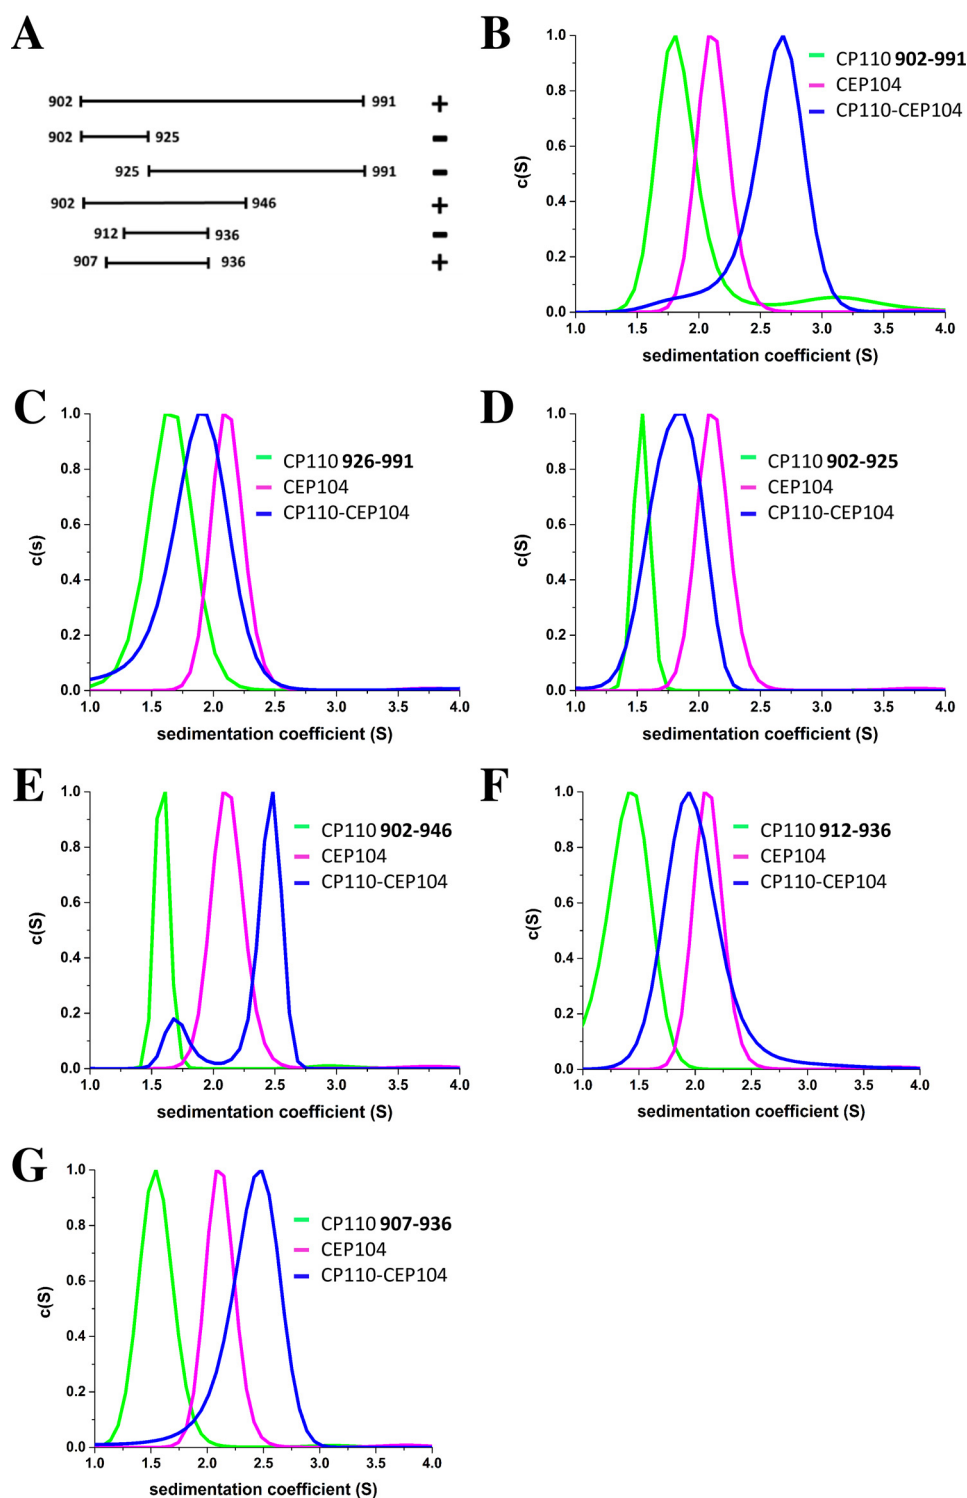 A
902 991 +
902 925 -
925 991 -
902 946 +
912 936 -
907 936 +
B
1.0
0.8
0.6
0.4
0.2
0.0
c(S)
1.0 1.5 2.0 2.5 3.0 3.5 4.0
sedimentation coefficient (S)
CP110 902-991
CEP104
CP110-CEP104
C
1.0
0.8
0.6
0.4
0.2
0.0
c(s)
1.0 1.5 2.0 2.5 3.0 3.5 4.0
sedimentation coefficient (S)
CP110 926-991
CEP104
CP110-CEP104
D
1.0
0.8
0.6
0.4
0.2
0.0
c(S)
1.0 1.5 2.0 2.5 3.0 3.5 4.0
sedimentation coefficient (S)
CP110 902-925
CEP104
CP110-CEP104
E
1.0
0.8
0.6
0.4
0.2
0.0
c(S)
1.0 1.5 2.0 2.5 3.0 3.5 4.0
sedimentation coefficient (S)
CP110 902-946
CEP104
CP110-CEP104
F
1.0
0.8
0.6
0.4
0.2
0.0
c(S)
1.0 1.5 2.0 2.5 3.0 3.5 4.0
sedimentation coefficient (S)
CP110 912-936
CEP104
CP110-CEP104
G
1.0
0.8
0.6
0.4
0.2
0.0
c(S)
1.0 1.5 2.0 2.5 3.0 3.5 4.0
sedimentation coefficient (S)
CP110 907-936
CEP104
CP110-CEP104